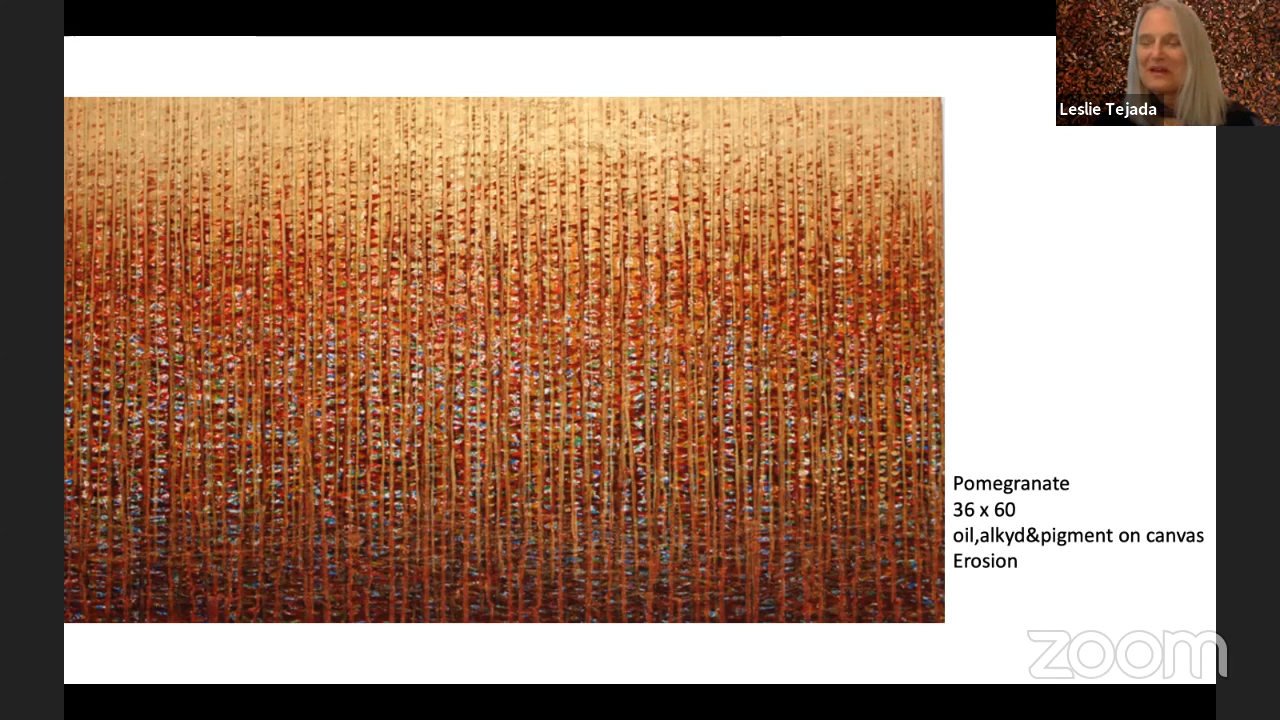 Leslie Tejada
Pomegranate
36 x 60
oil,alkyd&pigment on canvas
Erosion
zoom